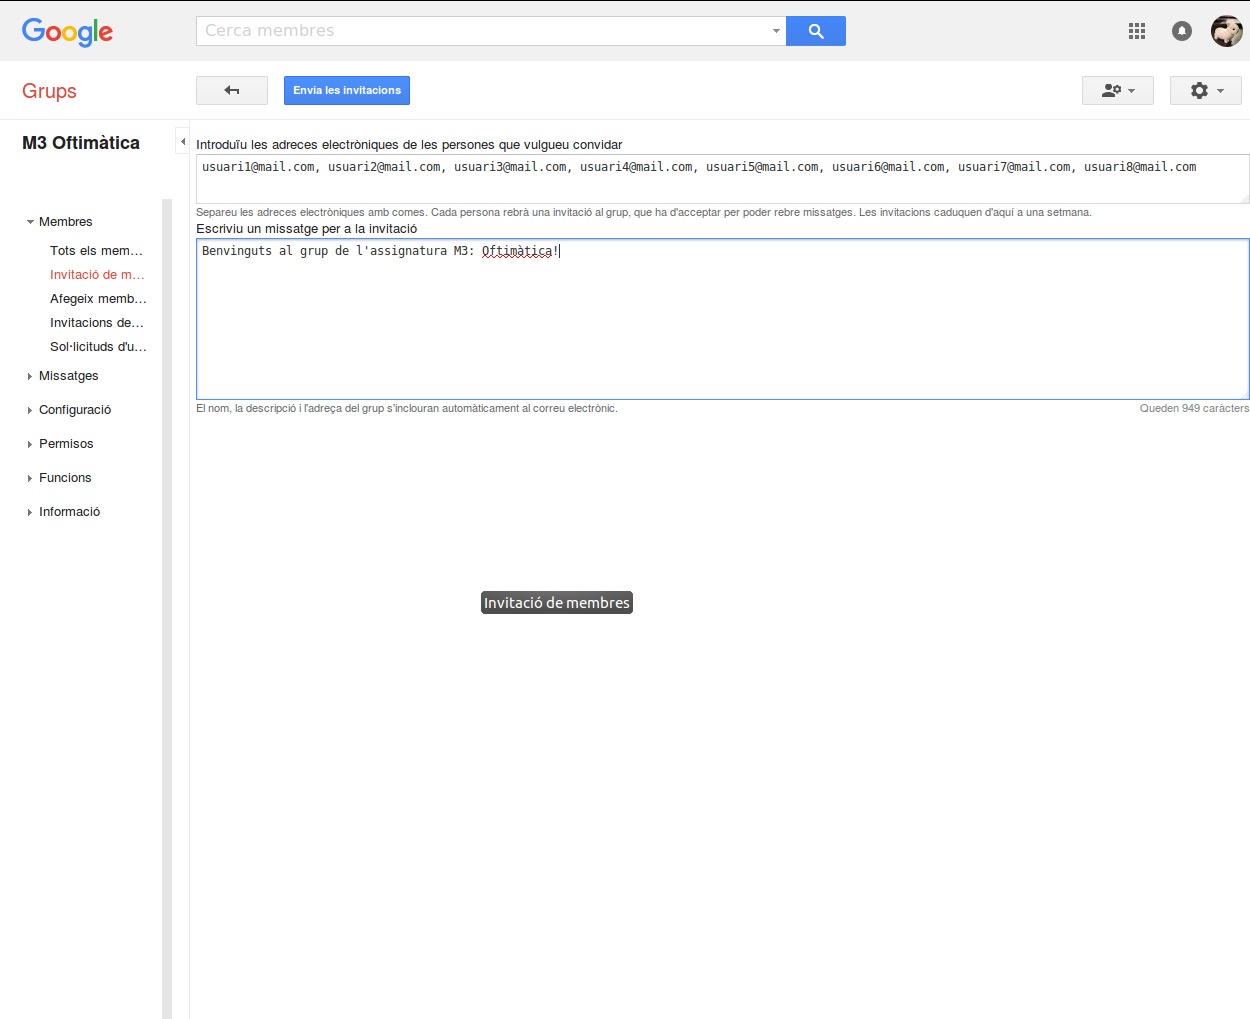 Google
Cerca membres
Grups
Envia les invitacions
M3 Oftimàtica
Membres
Tots els mem...
Invitació de m...
Afegeix memb...
Invitacions de...
Sol·licituds d'u...
Missatges
Configuració
Permisos
Funcions
Informació
Introduïu les adreces electròniques de les persones que vulgueu convidar
usuari1@mail.com, usuari2@mail.com, usuari3@mail.com, usuari4@mail.com, usuari5@mail.com, usuari6@mail.com, usuari7@mail.com, usuari8@mail.com
Separeu les adreces electròniques amb comes. Cada persona rebrà una invitació al grup, que ha d'acceptar per poder rebre missatges. Les invitacions caduquen d'aquí a una setmana.
Escriviu un missatge per a la invitació
Benvinguts al grup de l'assignatura M3: Oftimàtica!
El nom, la descripció i l'adreça del grup s'inclouran automàticament al correu electrònic.
Queden 949 caràcters
Invitació de membres